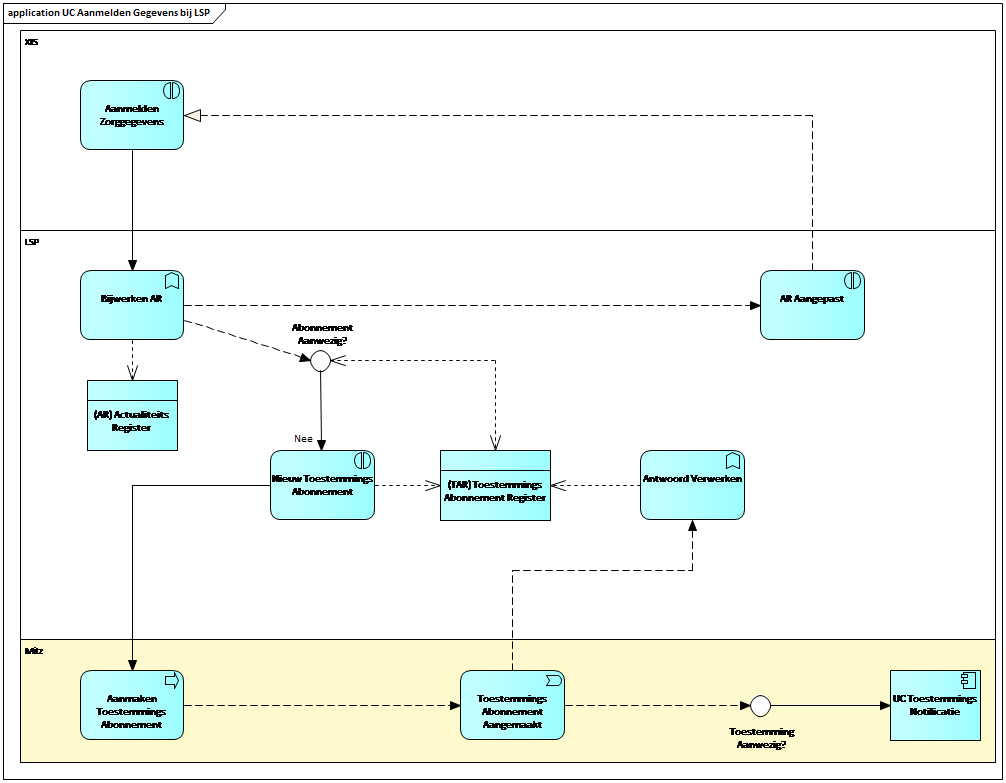 application UC Aanmelden Gegevens bij LSP
XIS
Aanmelden
Zorggegevens
LSP
Bijwerken AR
AR Aangepast
Abonnement
Aanwezig?
(AR) Actualiteits
Register
Nee
Nieuw Toestemmings
Abonnement
(TAR) Toestemmings
Abonnement Register
Antwoord Verwerken
Mitz
Aanmaken
Toestemmings
Abonnement
Toestemmings
Abonnement
Aangemaakt
Toestemming
Aanwezig?
UC Toestemmings
Notificatie